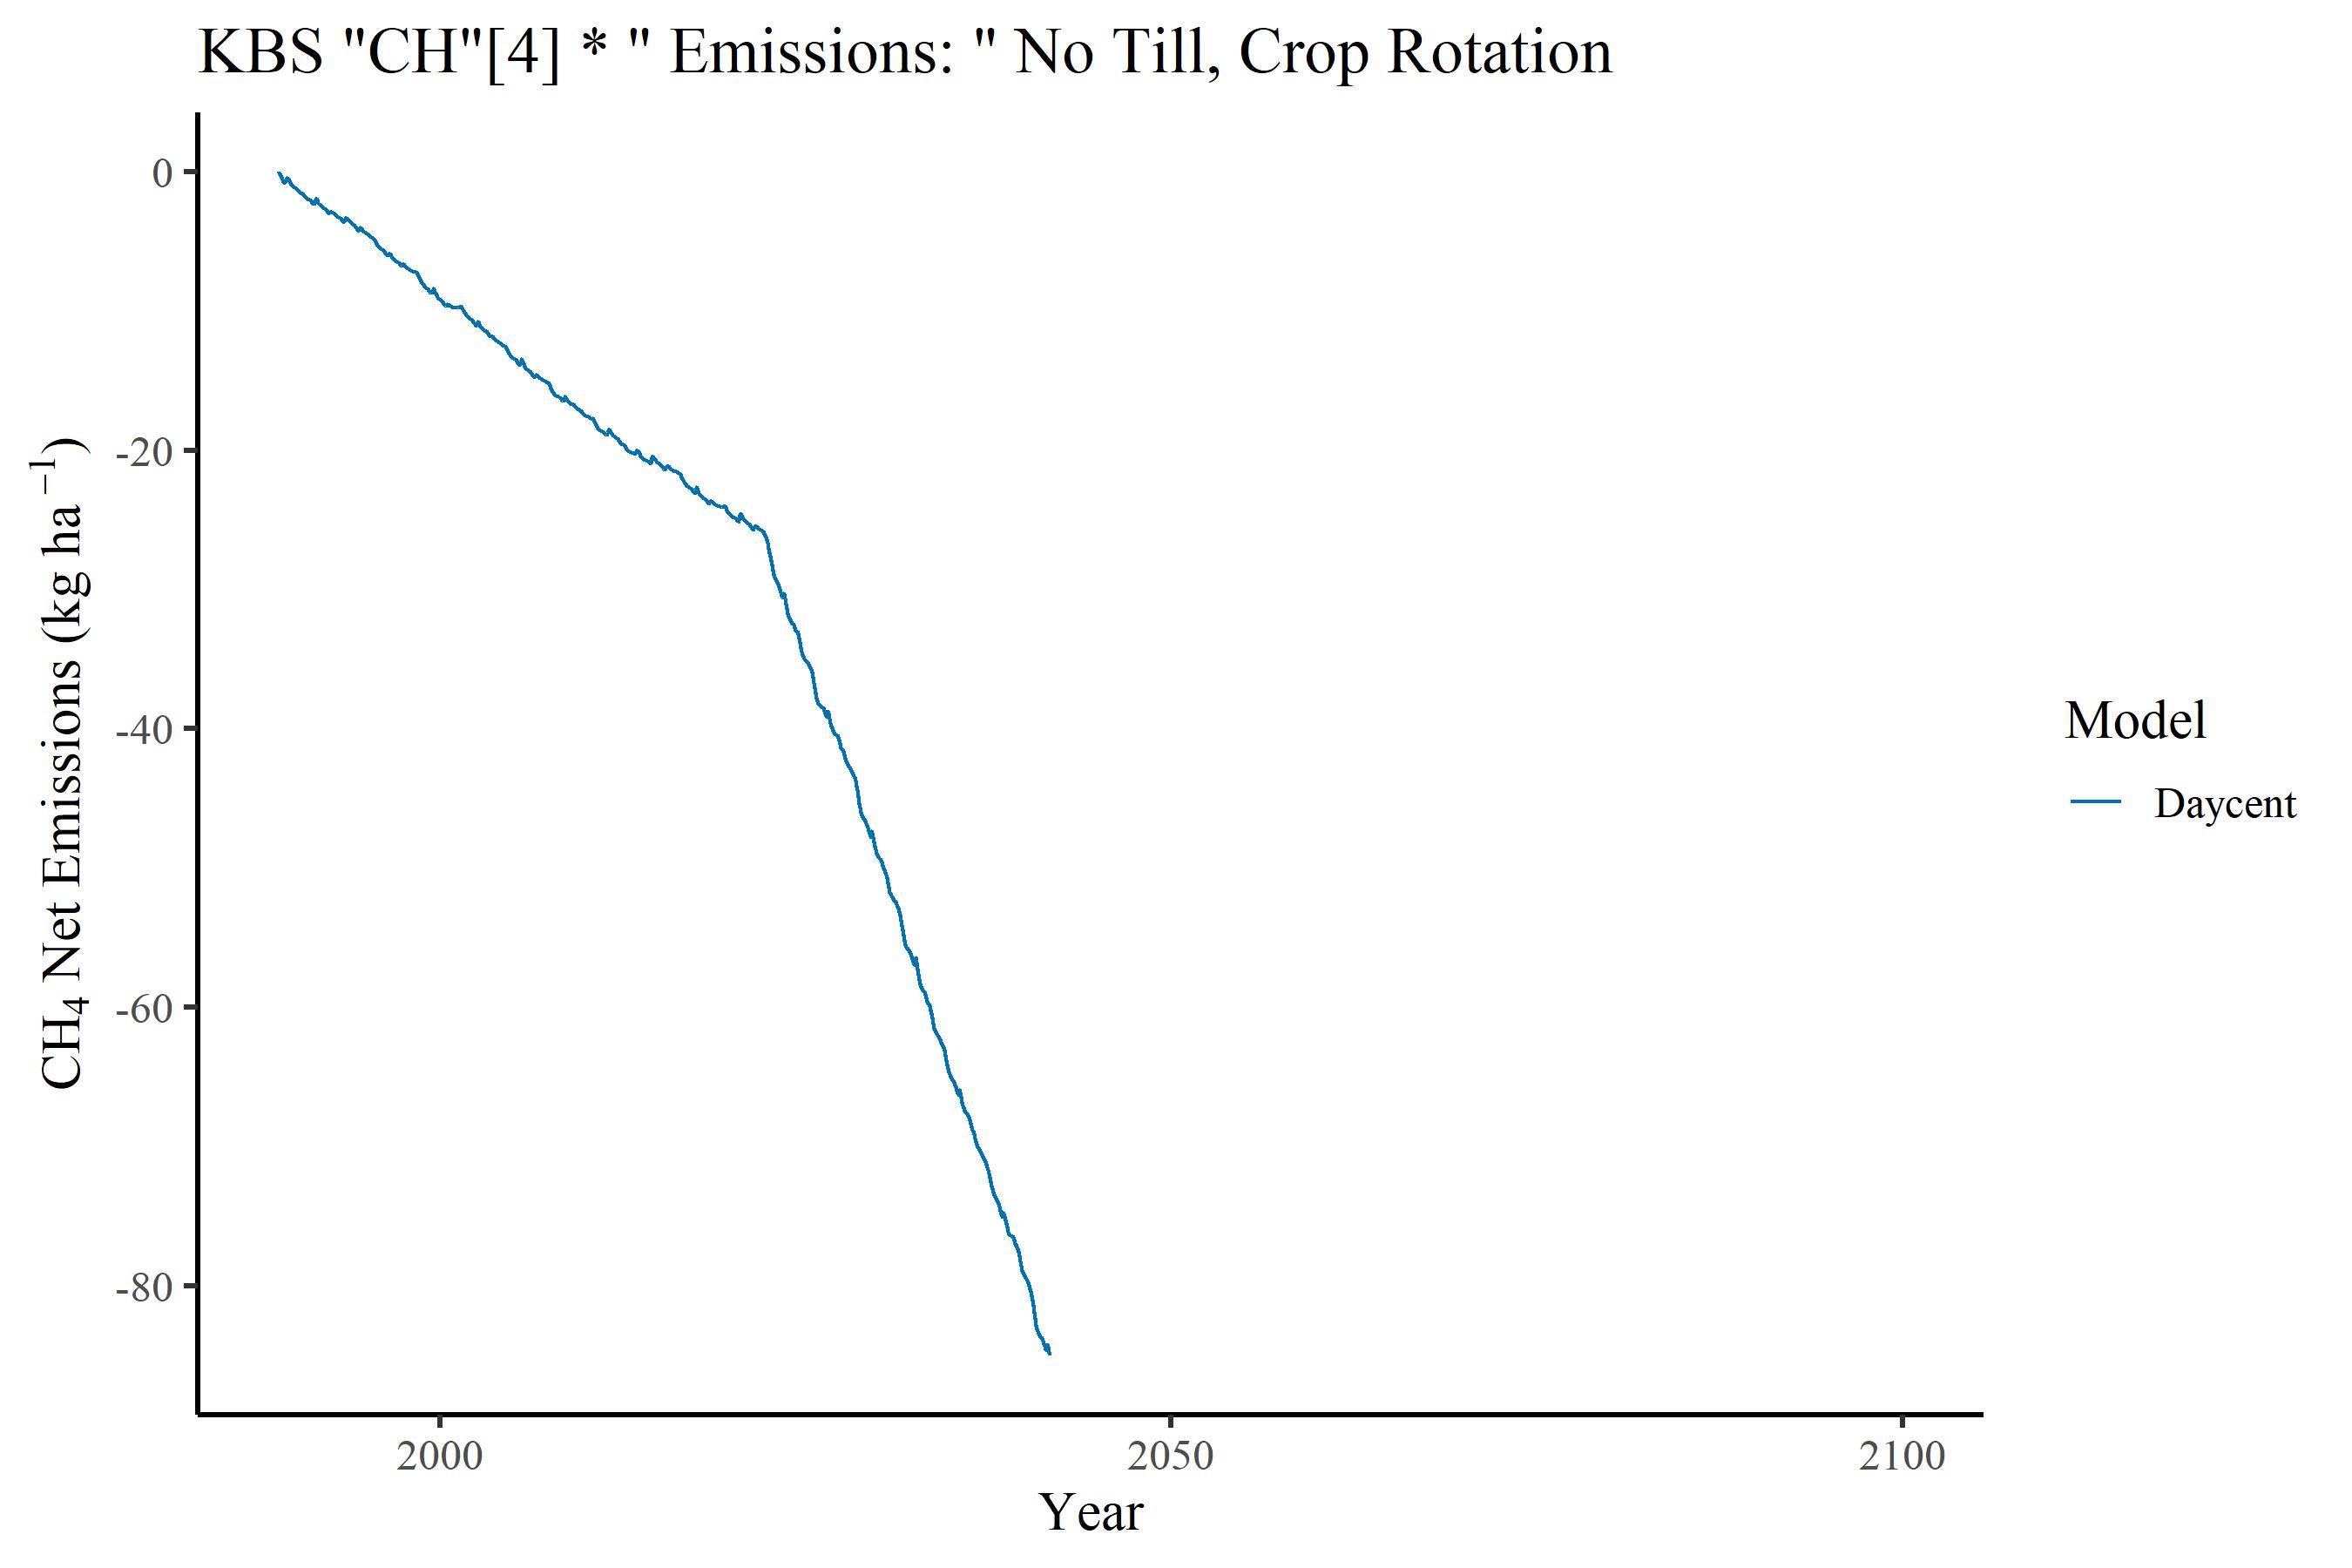 KBS "CH"[4] * " Emissions: " No Till, Crop Rotation
CH₄ Net Emissions (kg ha ⁻¹)
0
-20
-40
-60
-80
2000
2050
2100
Year
Model
Daycent